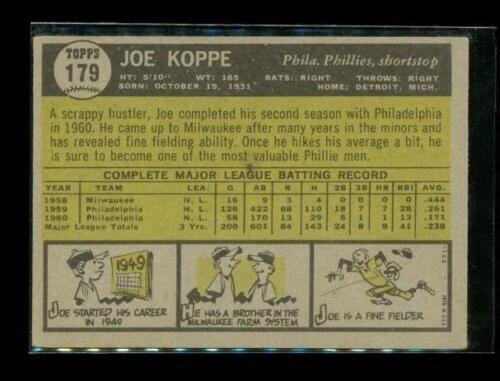 TOPPS
179
JOE KOPPE
Phila. Phillies, shortstop
HT: 5/10" WT: 165 BATS: RIGHT THROWS: RIGHT
BORN: OCTOBER 19, 1931 HOME: DETROIT, MICH.
A scrappy hustler, Joe completed his second season with Philadelphia
in 1960. He came up to Milwaukee after many years in the minors and
has revealed fine fielding ability. Once he hikes his average a bit, he
is sure to become one of the most valuable Phillie men.
COMPLETE MAJOR LEAGUE BATTING RECORD
YEAR TEAM LEA. G AB R H 2B 3B HR RBI AVG.
1958 Milwaukee N. L. 16 9 3 4 0 0 0 0 .444
1959 Philadelphia N. L. 126 422 68 110 18 7 7 28 .261
1960 Philadelphia N. L. 58 170 13 29 6 1 1 13 .171
Major League Totals 3 Yrs. 200 601 84 143 24 8 8 41 .238
1949
JOE STARTED HIS CAREER
IN 1949
HE HAS A BROTHER IN THE
MILWAUKEE FARM SYSTEM
JOE IS A FINE FIELDER